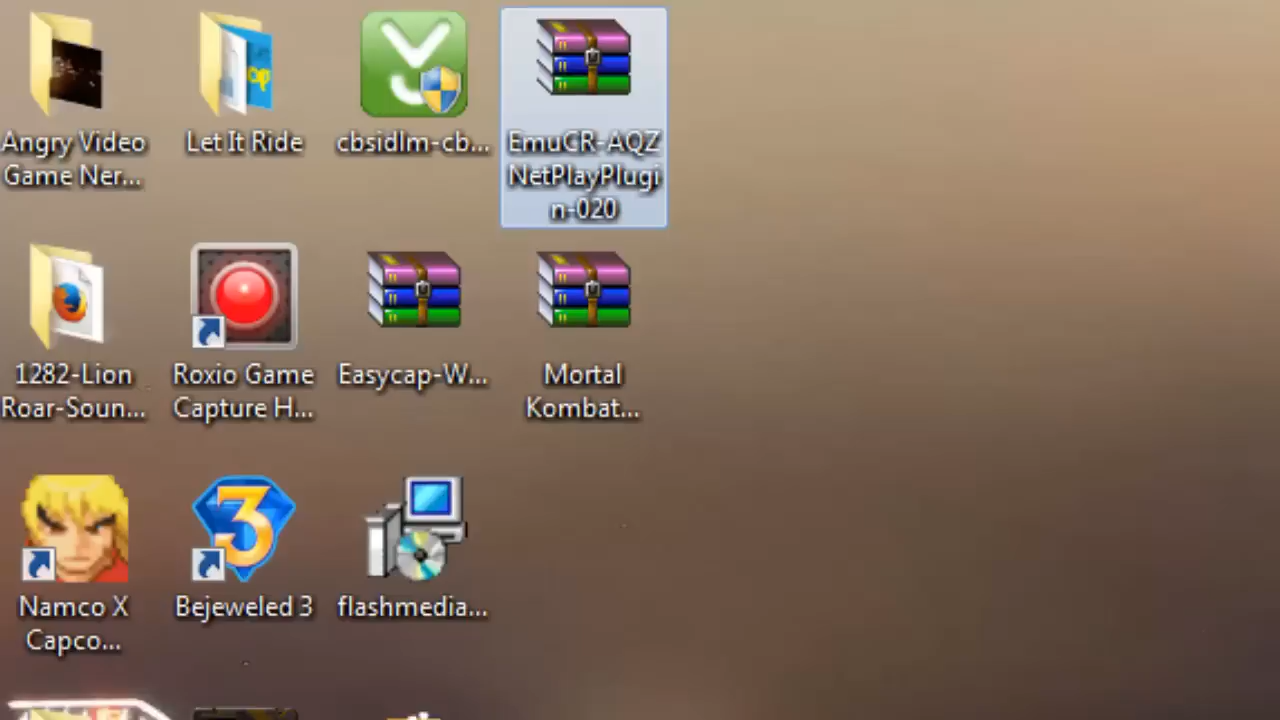 Angry Video
Game Ner...
Let It Ride
cbsidlm-cb...
EmuCR-AQZ
NetPlayPlugi
n-020
1282-Lion
Roar-Soun...
Roxio Game
Capture H...
Easycap-W...
Mortal
Kombat...
3
Namco X
Capco...
Bejeweled 3
flashmedia...